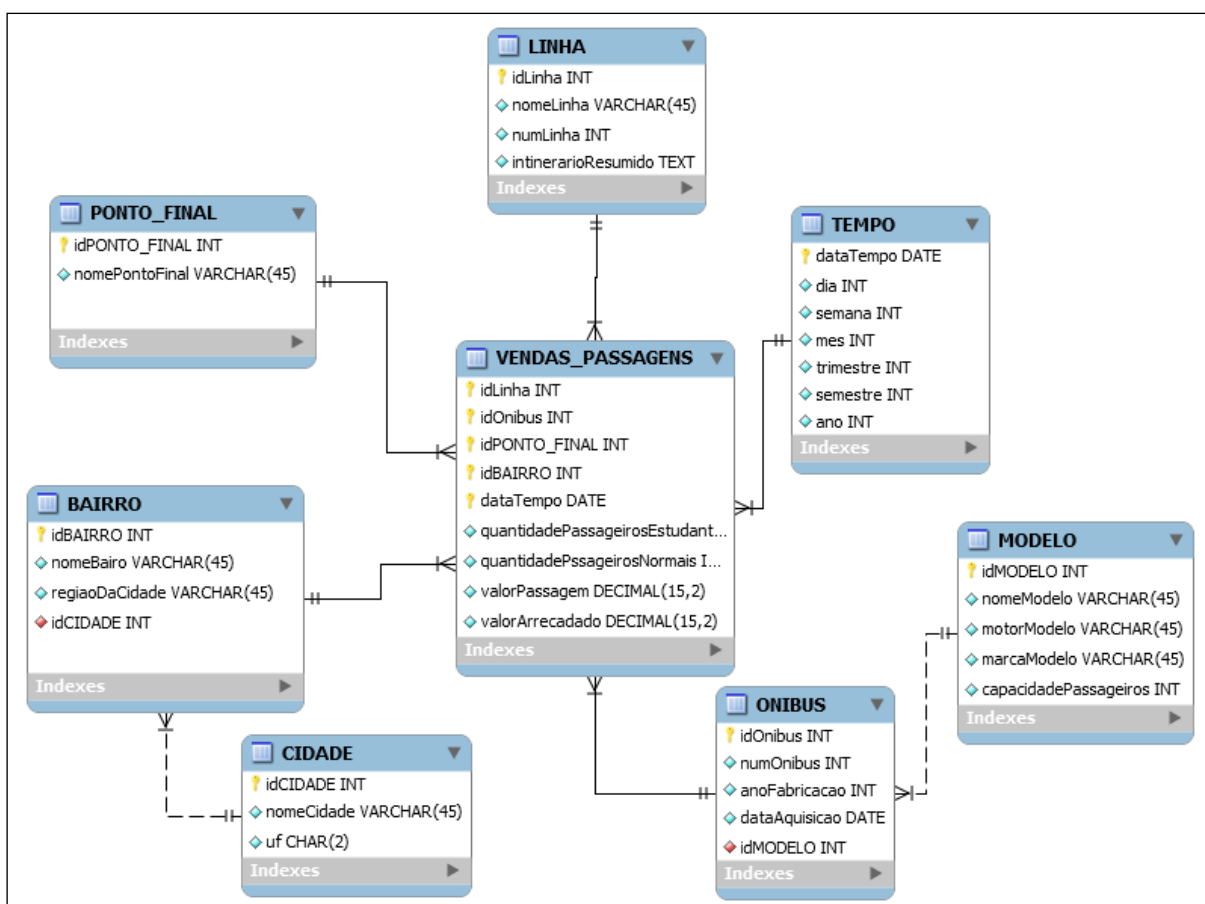 LINHA
idLinha INT
nomeLinha VARCHAR(45)
numLinha INT
intinerarioResumido TEXT
Indexes
PONTO_FINAL
idPONTO_FINAL INT
nomePontoFinal VARCHAR(45)
Indexes
TEMPO
dataTempo DATE
dia INT
semana INT
mes INT
trimestre INT
semestre INT
ano INT
Indexes
VENDAS_PASSAGENS
idLinha INT
idOnibus INT
idPONTO_FINAL INT
idBAIRRO INT
dataTempo DATE
quantidadePassageirosEstudant...
quantidadePssageirosNormais I...
valorPassagem DECIMAL(15,2)
valorArrecadado DECIMAL(15,2)
Indexes
BAIRRO
idBAIRRO INT
nomeBairo VARCHAR(45)
regiaoDaCidade VARCHAR(45)
idCIDADE INT
Indexes
MODELO
idMODELO INT
nomeModelo VARCHAR(45)
motorModelo VARCHAR(45)
marcaModelo VARCHAR(45)
capacidadePassageiros INT
Indexes
ONIBUS
idOnibus INT
numOnibus INT
anoFabricacao INT
dataAquisicao DATE
idMODELO INT
Indexes
CIDADE
idCIDADE INT
nomeCidade VARCHAR(45)
uf CHAR(2)
Indexes